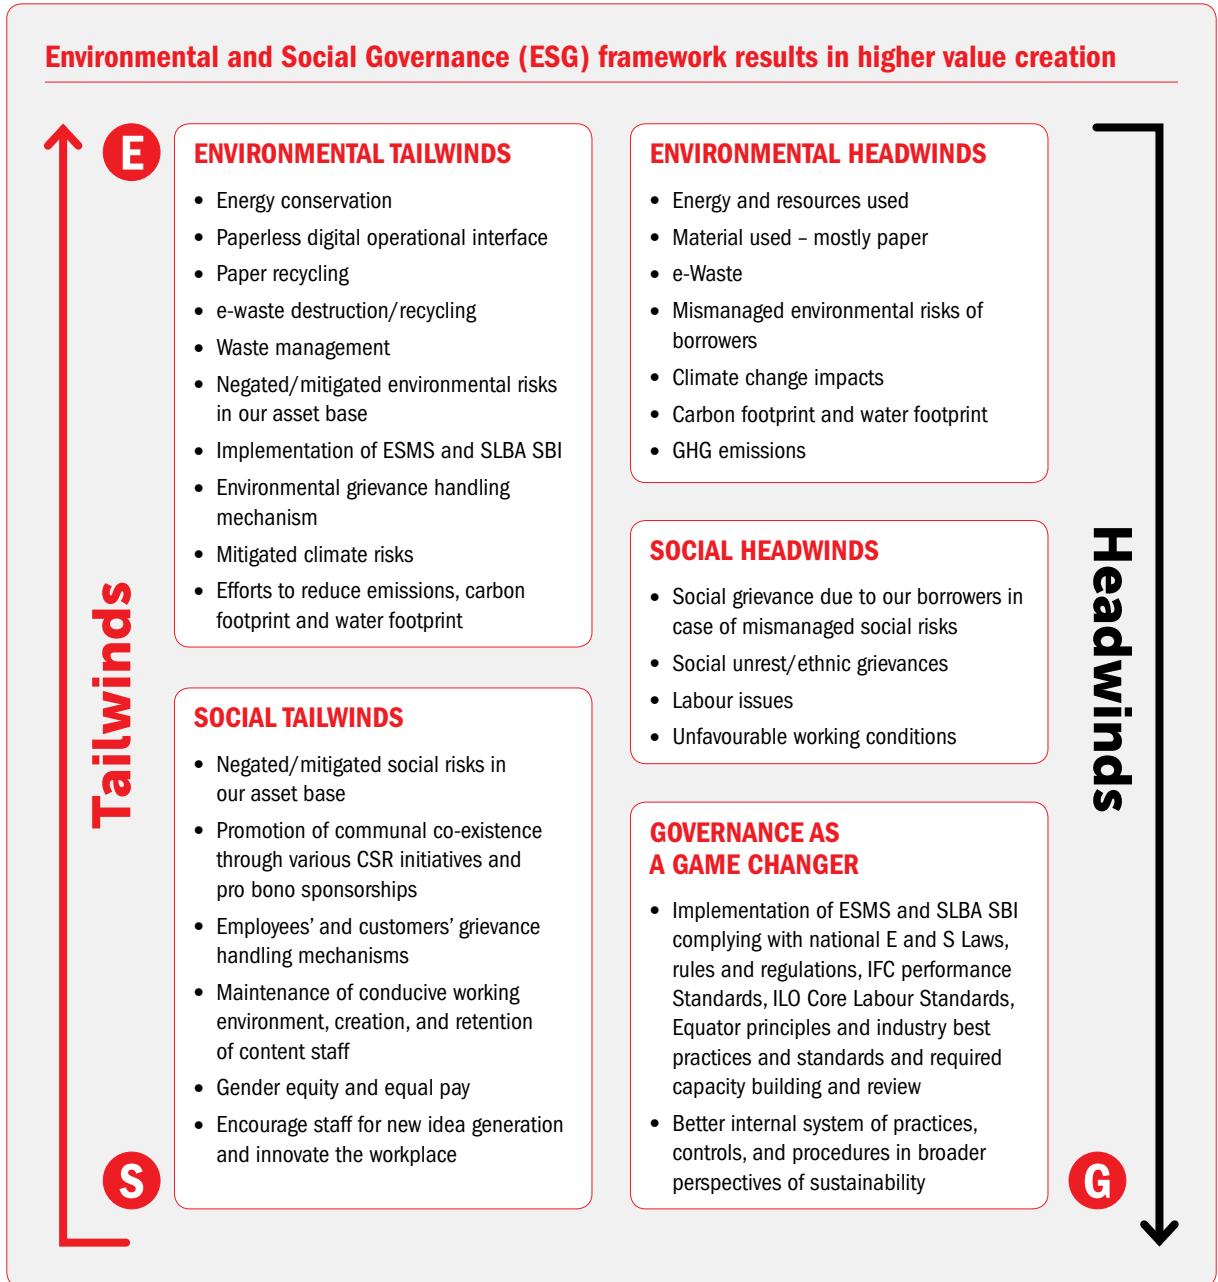 Environmental and Social Governance (ESG) framework results in higher value creation
E
ENVIRONMENTAL TAILWINDS
• Energy conservation
• Paperless digital operational interface
• Paper recycling
• e-waste destruction/recycling
• Waste management
• Negated/mitigated environmental risks
in our asset base
• Implementation of ESMS and SLBA SBI
• Environmental grievance handling
mechanism
• Mitigated climate risks
• Efforts to reduce emissions, carbon
footprint and water footprint
Tailwinds
SOCIAL TAILWINDS
• Negated/mitigated social risks in
our asset base
• Promotion of communal co-existence
through various CSR initiatives and
pro bono sponsorships
• Employees’ and customers’ grievance
handling mechanisms
• Maintenance of conducive working
environment, creation, and retention
of content staff
• Gender equity and equal pay
• Encourage staff for new idea generation
and innovate the workplace
S
ENVIRONMENTAL HEADWINDS
• Energy and resources used
• Material used – mostly paper
• e-Waste
• Mismanaged environmental risks of
borrowers
• Climate change impacts
• Carbon footprint and water footprint
• GHG emissions
SOCIAL HEADWINDS
• Social grievance due to our borrowers in
case of mismanaged social risks
• Social unrest/ethnic grievances
• Labour issues
• Unfavourable working conditions
Headwinds
GOVERNANCE AS
A GAME CHANGER
• Implementation of ESMS and SLBA SBI
complying with national E and S Laws,
rules and regulations, IFC performance
Standards, ILO Core Labour Standards,
Equator principles and industry best
practices and standards and required
capacity building and review
• Better internal system of practices,
controls, and procedures in broader
perspectives of sustainability
G